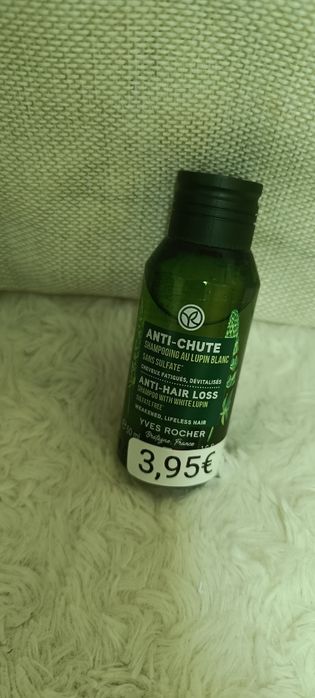 ANTI-CHUTE
SHAMPOOING AU LUPIN BLANC
SANS SULFATE*
CHEVEUX FATIGUÉS, DÉVITALISÉS
ANTI-HAIR LOSS
SHAMPOO WITH WHITE LUPIN
SULFATE FREE*
WEAKENED, LIFELESS HAIR
YVES ROCHER
Bretagne, France
3,95€